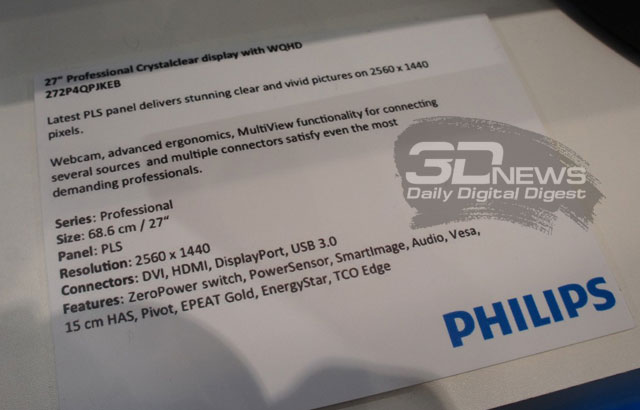 27" Professional Crystalclear display with WQHD
272P4QPJKEB
Latest PLS panel delivers stunning clear and vivid pictures on 2560 x 1440
pixels.
Webcam, advanced ergonomics, MultiView functionality for connecting
several sources and multiple connectors satisfy even the most
demanding professionals.
Series: Professional
Size: 68.6 cm / 27“
Panel: PLS
Resolution: 2560 x 1440
Connectors: DVI, HDMI, DisplayPort, USB 3.0
Features: ZeroPower switch, PowerSensor, SmartImage, Audio, Vesa,
15 cm HAS, Pivot, EPEAT Gold, EnergyStar, TCO Edge
PHILIPS
3DNEWS
Daily Digital Digest